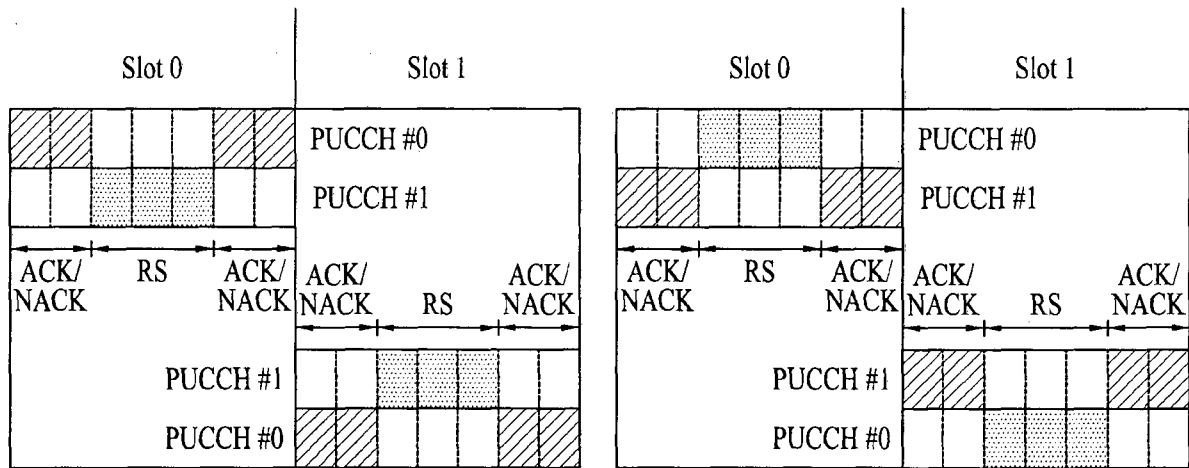 Slot 0
Slot 1
PUCCH #0
PUCCH #1
ACK/
NACK
RS
ACK/
NACK
ACK/
NACK
RS
ACK/
NACK
PUCCH #1
PUCCH #0
Slot 0
Slot 1
PUCCH #0
PUCCH #1
ACK/
NACK
RS
ACK/
NACK
ACK/
NACK
RS
ACK/
NACK
PUCCH #1
PUCCH #0